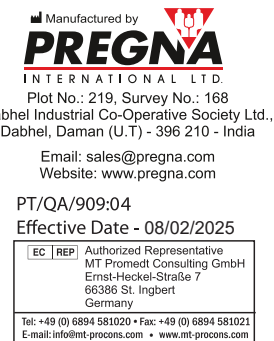 Manufactured by
PREGNA
INTERNATIONAL LTD.
Plot No.: 219, Survey No.: 168
Industrial Co-Operative Society Ltd.,
Dabhel, Daman (U.T) - 396 210 - India
Email: sales@pregna.com
Website: www.pregna.com
PT/QA/909:04
Effective Date - 08/02/2025
EC REP Authorized Representative
MT Promedt Consulting GmbH
Ernst-Heckel-Straße 7
66386 St. Ingbert
Germany
Tel: +49 (0) 6894 581020 • Fax: +49 (0) 6894 581021
E-mail: info@mt-procons.com • www.mt-procons.com